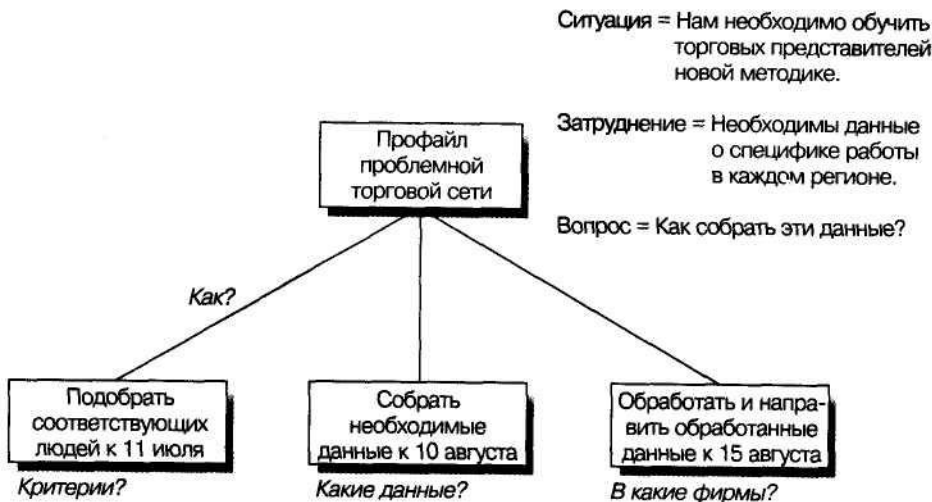 Ситуация = Нам необходимо обучить
торговых представителей
новой методике.
Затруднение = Необходимы данные
о специфике работы
в каждом регионе.
Вопрос = Как собрать эти данные?
Профайл
проблемной
торговой сети
Как?
Подобрать
соответствующих
людей к 11 июля
Критерии?
Собрать
необходимые
данные к 10 августа
Какие данные?
Обработать и напра-
вить обработанные
данные к 15 августа
В какие фирмы?